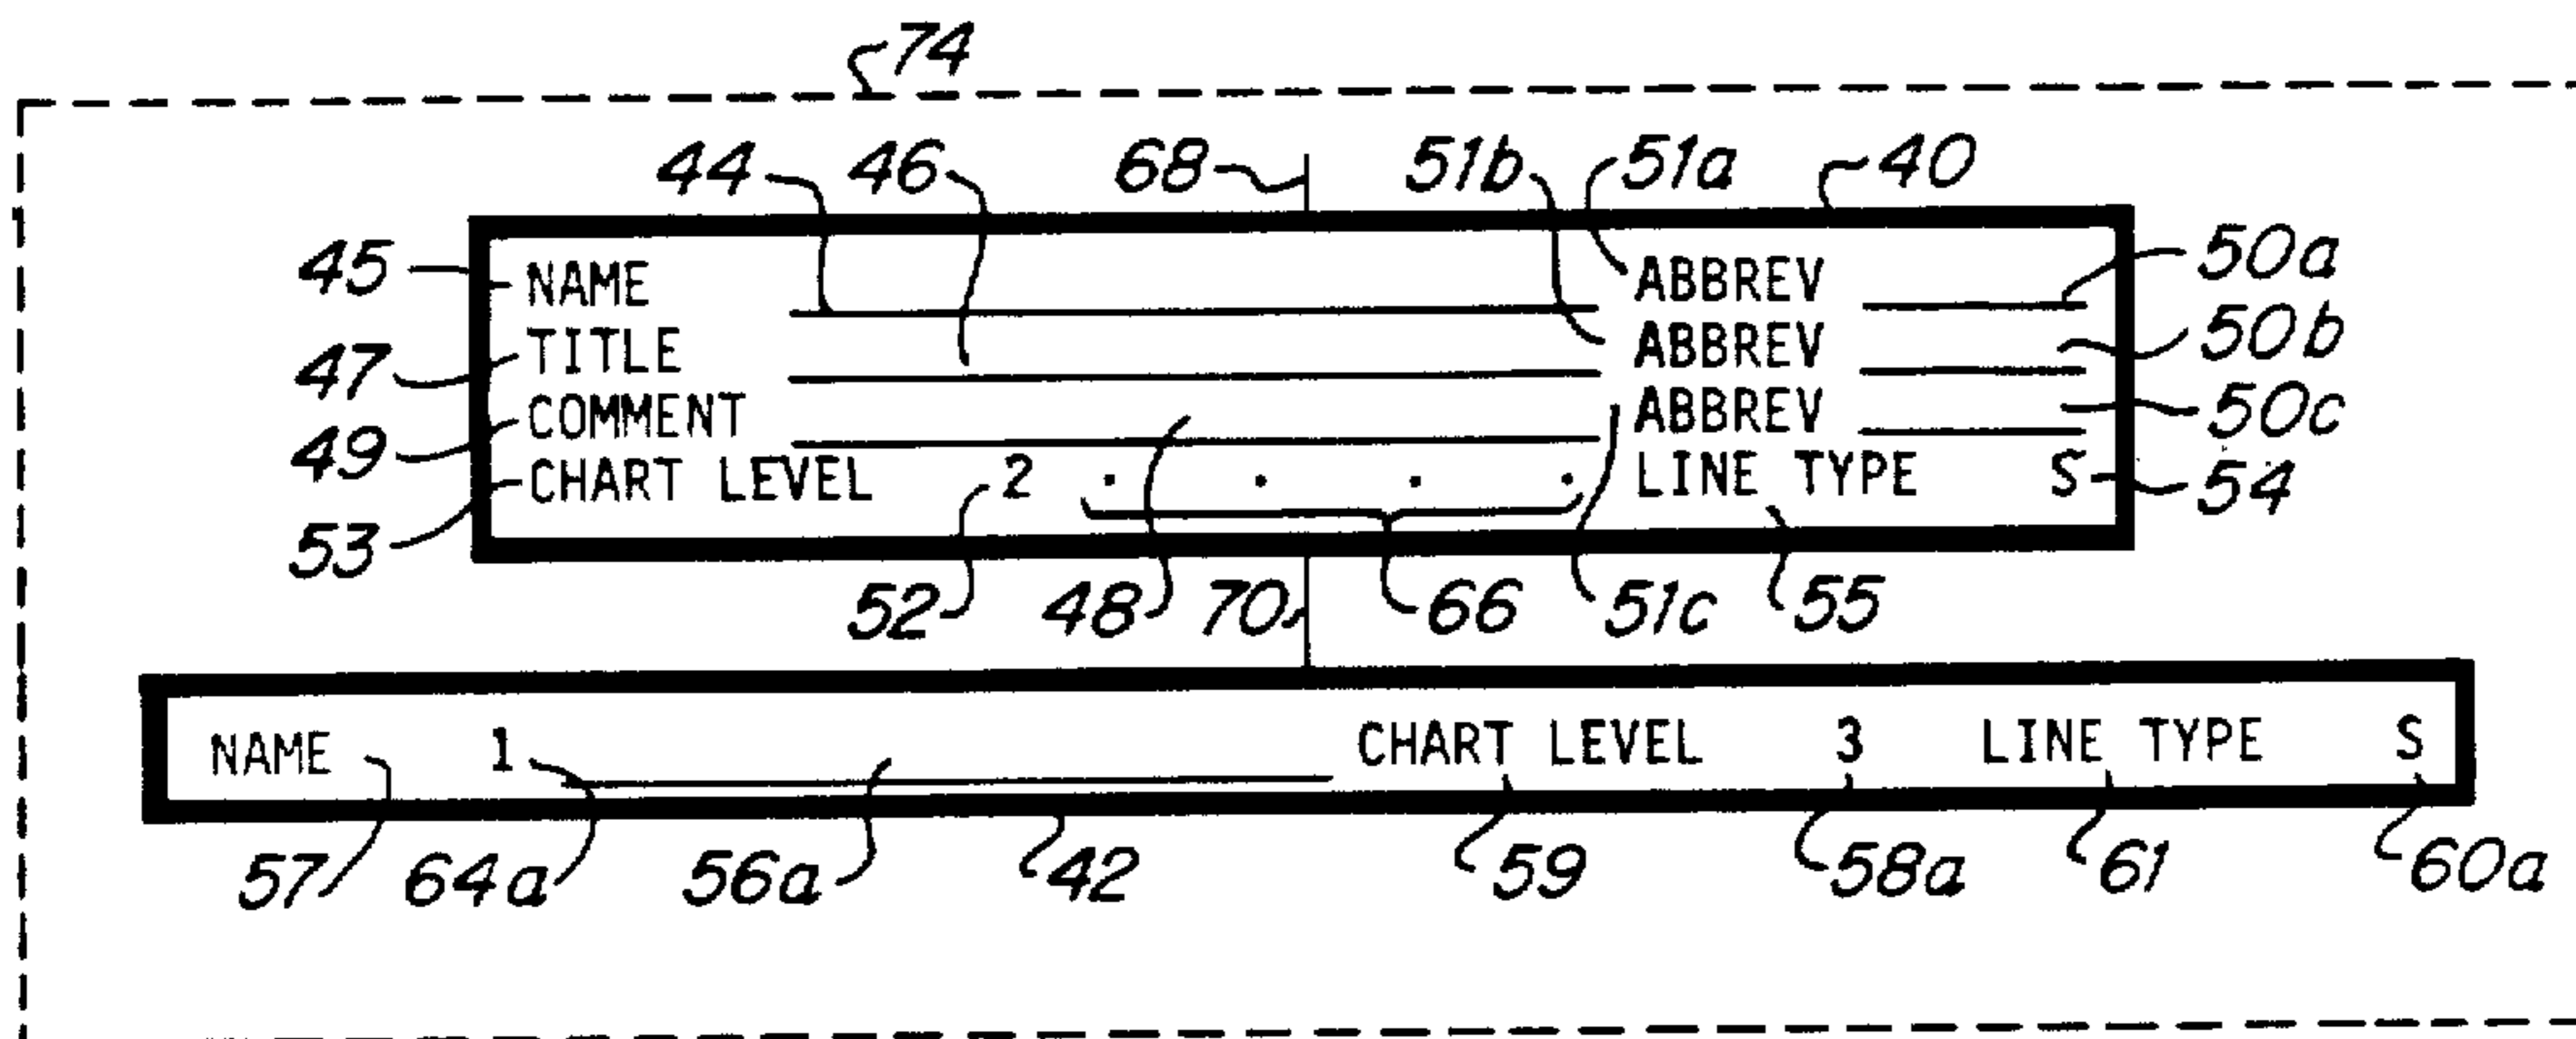 74
44 46 68 51b 51a 40
45 NAME ABBREV 50a
47 TITLE ABBREV 50b
49 COMMENT ABBREV 50c
53 CHART LEVEL 2 . . . . LINE TYPE S 54
52 48 70 66 51c 55
NAME 1 CHART LEVEL 3 LINE TYPE S
57 64a 56a 42 59 58a 61 60a